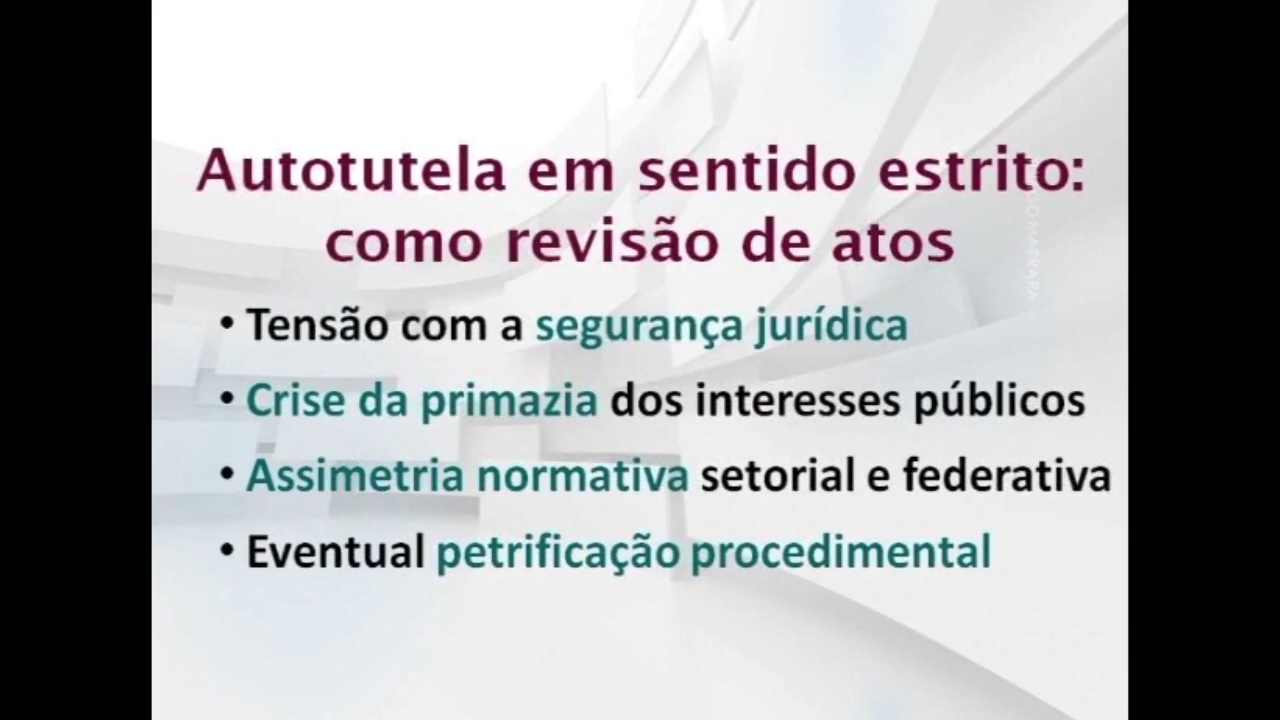 Autotutela em sentido estrito:
como revisão de atos
• Tensão com a segurança jurídica
• Crise da primazia dos interesses públicos
• Assimetria normativa setorial e federativa
• Eventual petrificação procedimental
MARRARA